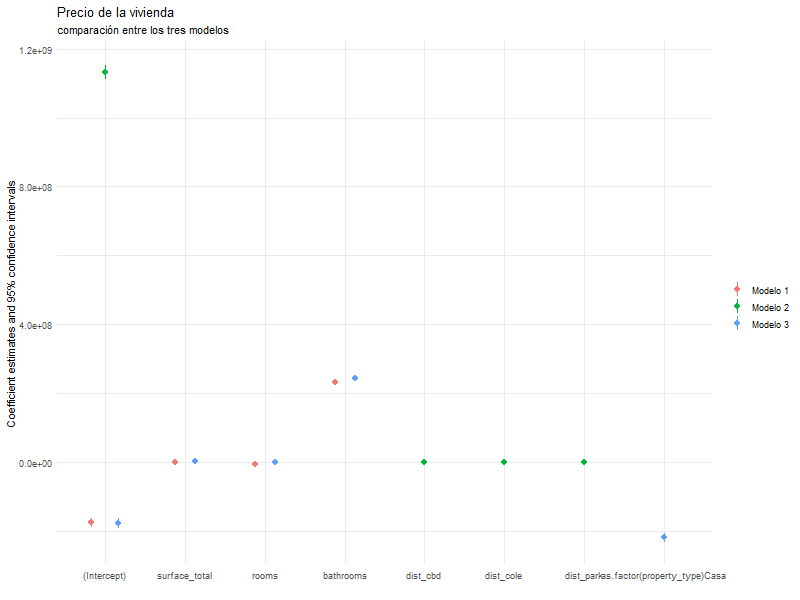 Precio de la vivienda
comparación entre los tres modelos
Coefficient estimates and 95% confidence intervals
1.2e+09
8.0e+08
4.0e+08
0.0e+00
(Intercept)
surface_total
rooms
bathrooms
dist_cbd
dist_cole
dist_parkas.factor(property_type)Casa
Modelo 1
Modelo 2
Modelo 3